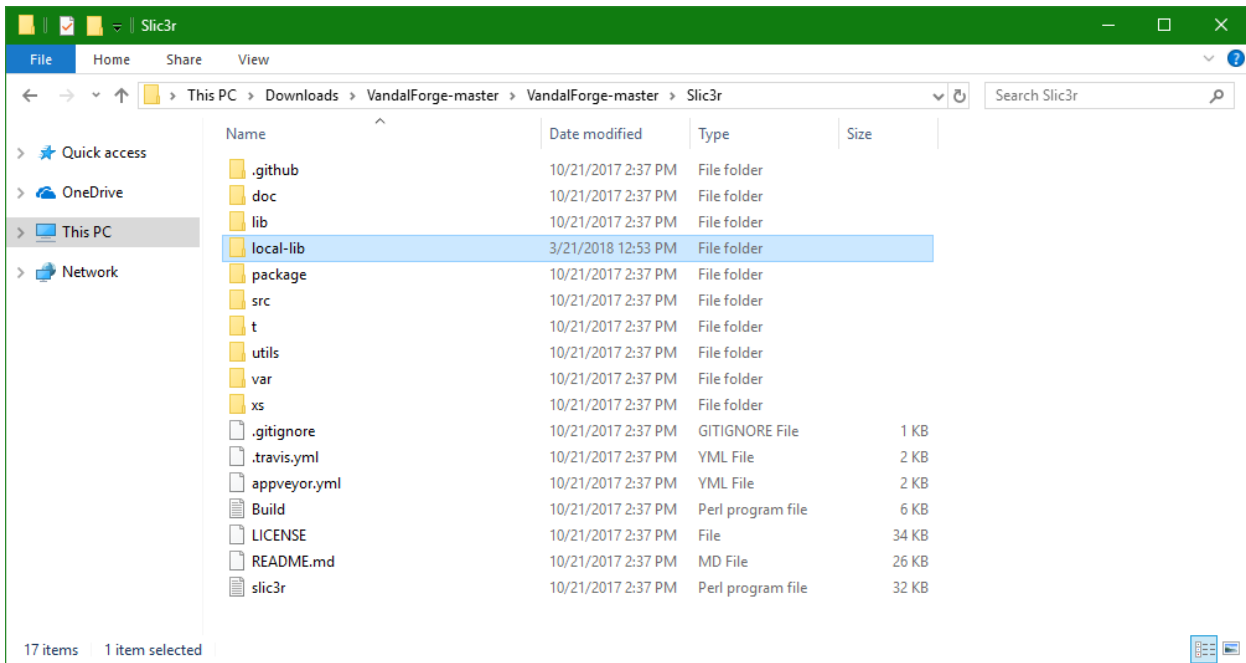 Slic3r
File Home Share View
This PC > Downloads > VandalForge-master > VandalForge-master > Slic3r Search Slic3r
Name Date modified Type Size
Quick access
OneDrive
This PC
Network
.github 10/21/2017 2:37 PM File folder
doc 10/21/2017 2:37 PM File folder
lib 10/21/2017 2:37 PM File folder
local-lib 3/21/2018 12:53 PM File folder
package 10/21/2017 2:37 PM File folder
src 10/21/2017 2:37 PM File folder
t 10/21/2017 2:37 PM File folder
utils 10/21/2017 2:37 PM File folder
var 10/21/2017 2:37 PM File folder
xs 10/21/2017 2:37 PM File folder
.gitignore 10/21/2017 2:37 PM GITIGNORE File 1 KB
.travis.yml 10/21/2017 2:37 PM YML File 2 KB
appveyor.yml 10/21/2017 2:37 PM YML File 2 KB
Build 10/21/2017 2:37 PM Perl program file 6 KB
LICENSE 10/21/2017 2:37 PM File 34 KB
README.md 10/21/2017 2:37 PM MD File 26 KB
slic3r 10/21/2017 2:37 PM Perl program file 32 KB
17 items 1 item selected